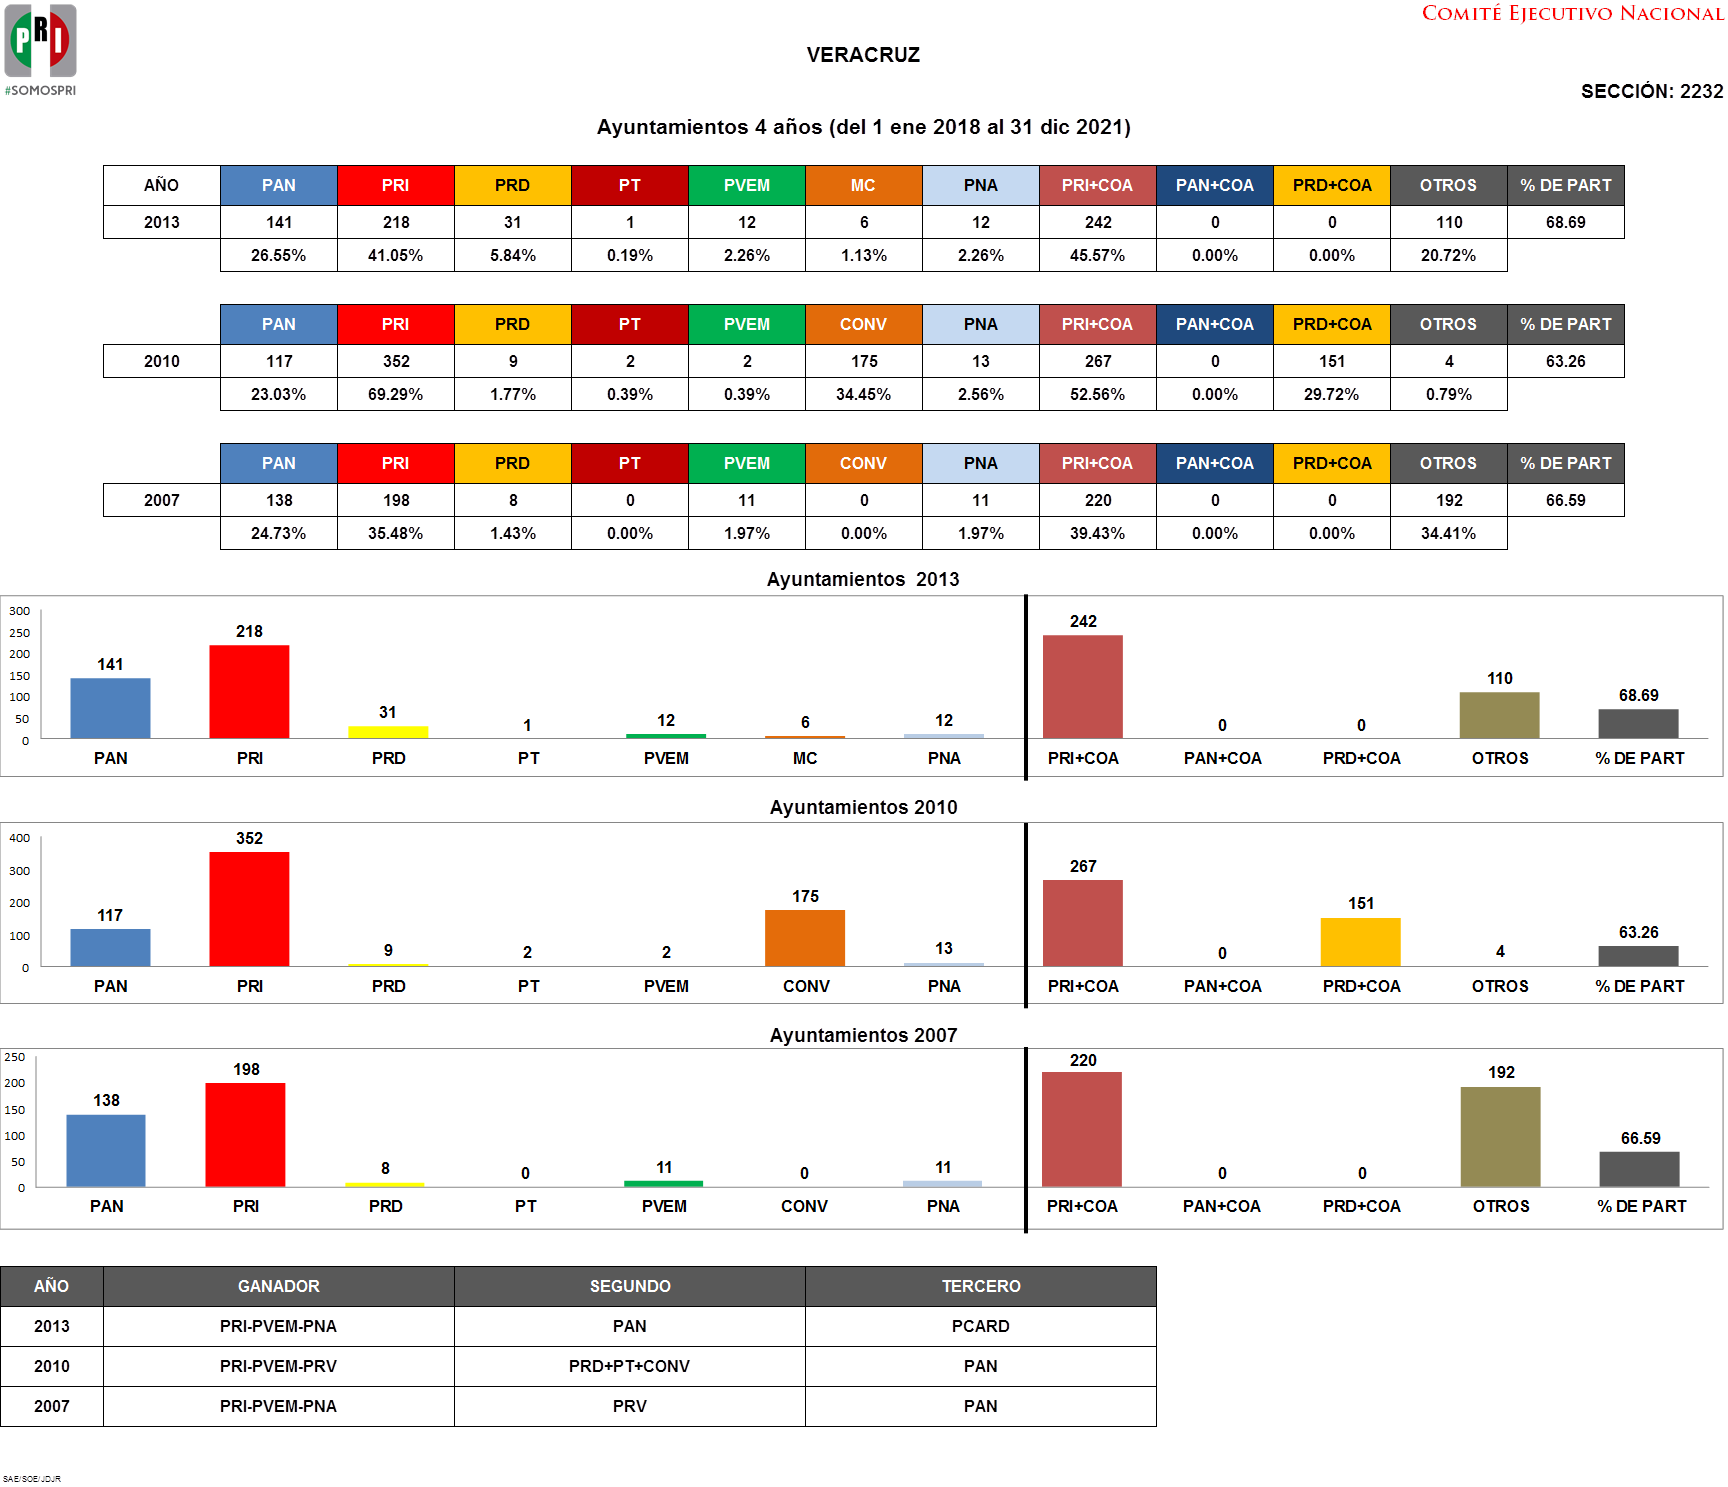 PRI
#SOMOSPRI
COMITÉ EJECUTIVO NACIONAL
VERACRUZ
SECCIÓN: 2232
Ayuntamientos 4 años (del 1 ene 2018 al 31 dic 2021)
AÑO PAN PRI PRD PT PVEM MC PNA PRI+COA PAN+COA PRD+COA OTROS % DE PART
2013 141 218 31 1 12 6 12 242 0 0 110 68.69
26.55% 41.05% 5.84% 0.19% 2.26% 1.13% 2.26% 45.57% 0.00% 0.00% 20.72%
PAN PRI PRD PT PVEM CONV PNA PRI+COA PAN+COA PRD+COA OTROS % DE PART
2010 117 352 9 2 2 175 13 267 0 151 4 63.26
23.03% 69.29% 1.77% 0.39% 0.39% 34.45% 2.56% 52.56% 0.00% 29.72% 0.79%
PAN PRI PRD PT PVEM CONV PNA PRI+COA PAN+COA PRD+COA OTROS % DE PART
2007 138 198 8 0 11 0 11 220 0 0 192 66.59
24.73% 35.48% 1.43% 0.00% 1.97% 0.00% 1.97% 39.43% 0.00% 0.00% 34.41%
Ayuntamientos 2013
300
250
200
150
100
50
0
141 218 31 1 12 6 12 242 0 0 110 68.69
PAN PRI PRD PT PVEM MC PNA PRI+COA PAN+COA PRD+COA OTROS % DE PART
Ayuntamientos 2010
400
300
200
100
0
117 352 9 2 2 175 13 267 0 151 4 63.26
PAN PRI PRD PT PVEM CONV PNA PRI+COA PAN+COA PRD+COA OTROS % DE PART
Ayuntamientos 2007
250
200
150
100
50
0
138 198 8 0 11 0 11 220 0 0 192 66.59
PAN PRI PRD PT PVEM CONV PNA PRI+COA PAN+COA PRD+COA OTROS % DE PART
AÑO GANADOR SEGUNDO TERCERO
2013 PRI-PVEM-PNA PAN PCARD
2010 PRI-PVEM-PRV PRD+PT+CONV PAN
2007 PRI-PVEM-PNA PRV PAN
SAE/SOE/JDJR